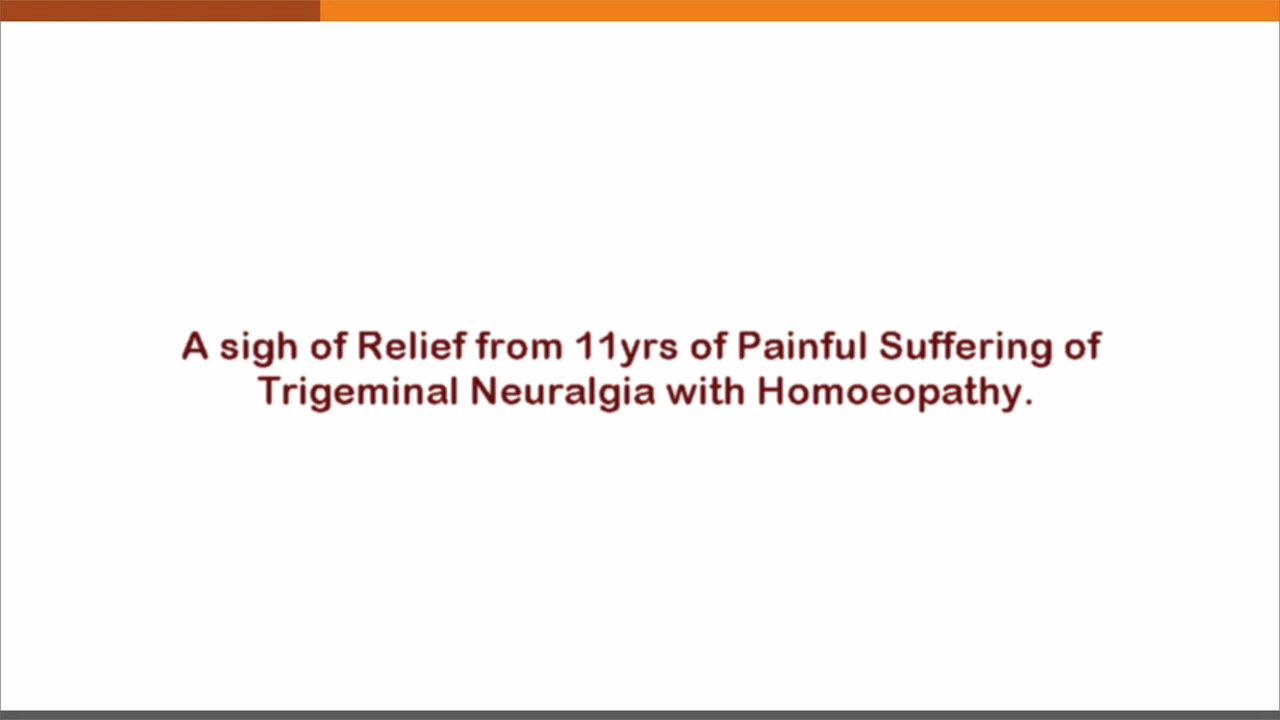 A sigh of Relief from 11yrs of Painful Suffering of
Trigeminal Neuralgia with Homoeopathy.